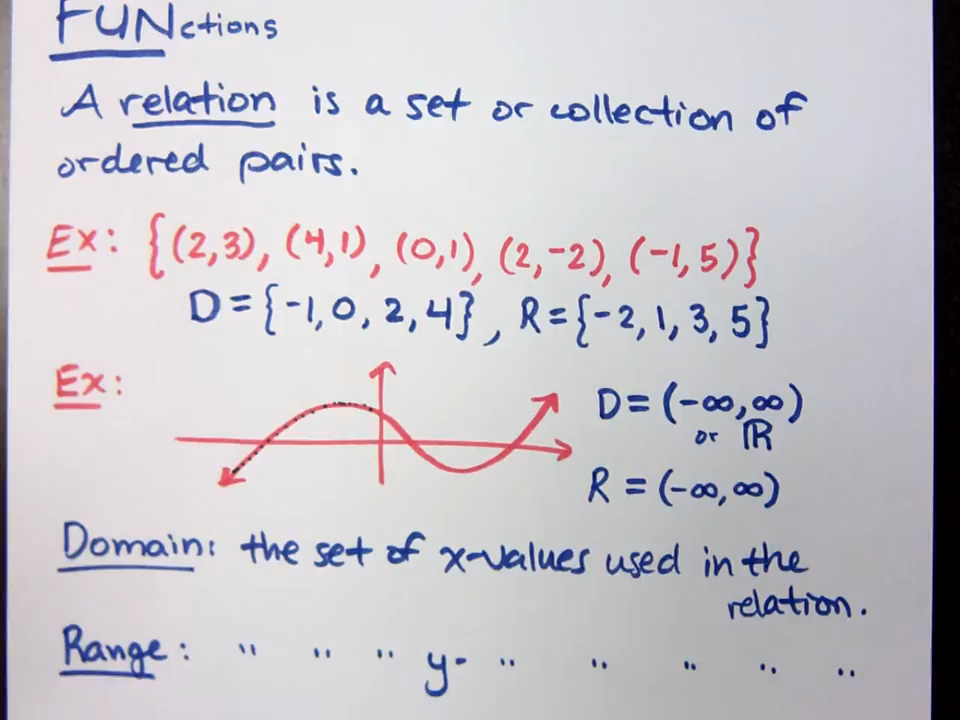 FUNctions
A relation is a set or collection of
ordered pairs.
Ex: {(2,3), (4,1), (0,1), (2,-2), (-1,5)}
D = {-1, 0, 2, 4}, R = {-2, 1, 3, 5}
Ex:
D = (-∞, ∞)
or ℝ
R = (-∞, ∞)
Domain: the set of x-values used in the
relation.
Range: " " " y- " " " " "